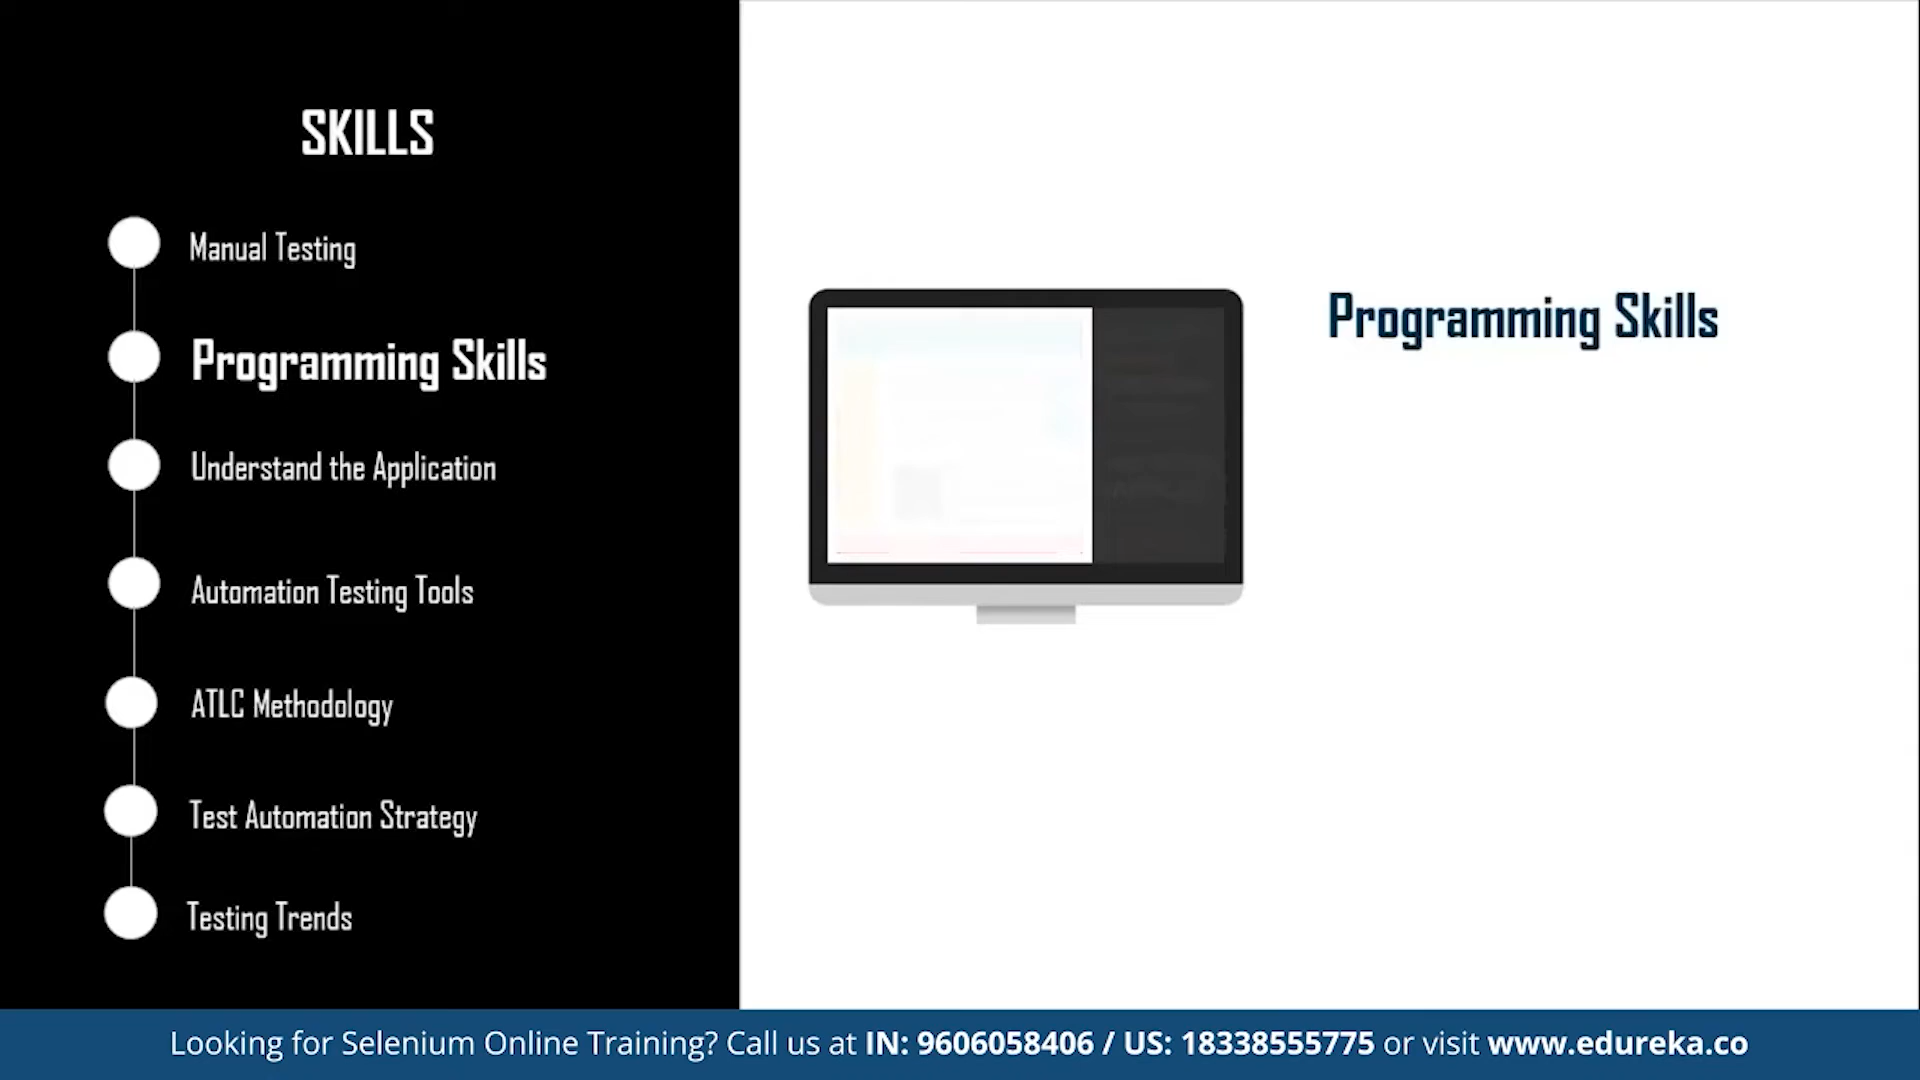 SKILLS
Manual Testing
Programming Skills
Understand the Application
Automation Testing Tools
ATLC Methodology
Test Automation Strategy
Testing Trends
Programming Skills
Looking for Selenium Online Training? Call us at IN: 9606058406 / US: 18338555775 or visit www.edureka.co